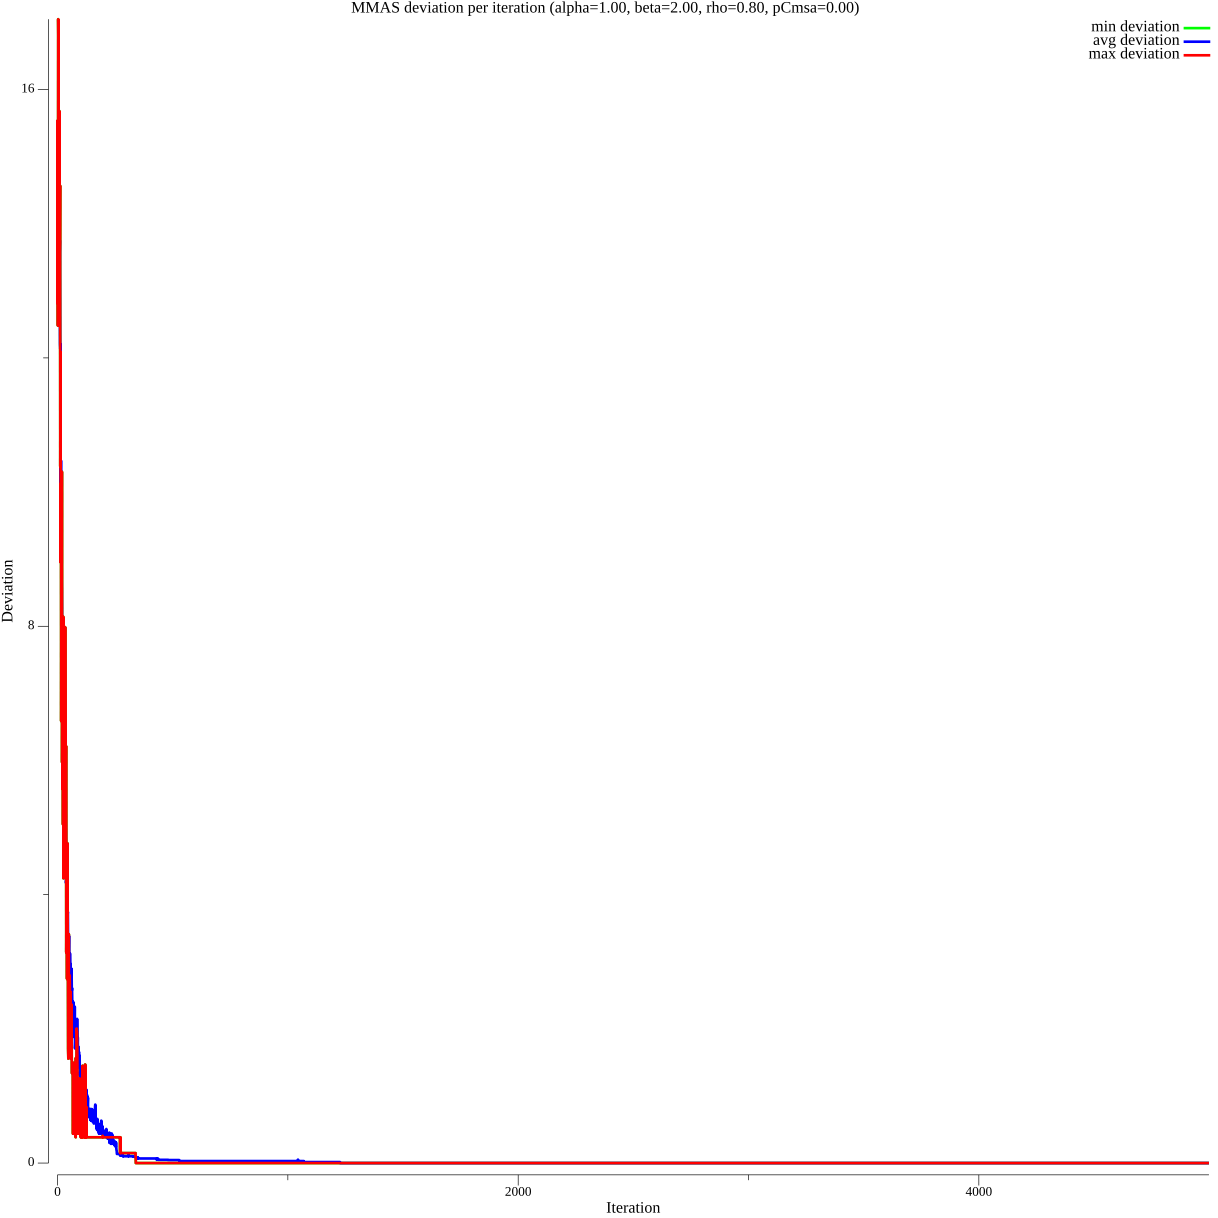 MMAS deviation per iteration (alpha=1.00, beta=2.00, rho=0.80, pCmsa=0.00)
min deviation
avg deviation
max deviation
16
8
0
Deviation
0
2000
4000
Iteration